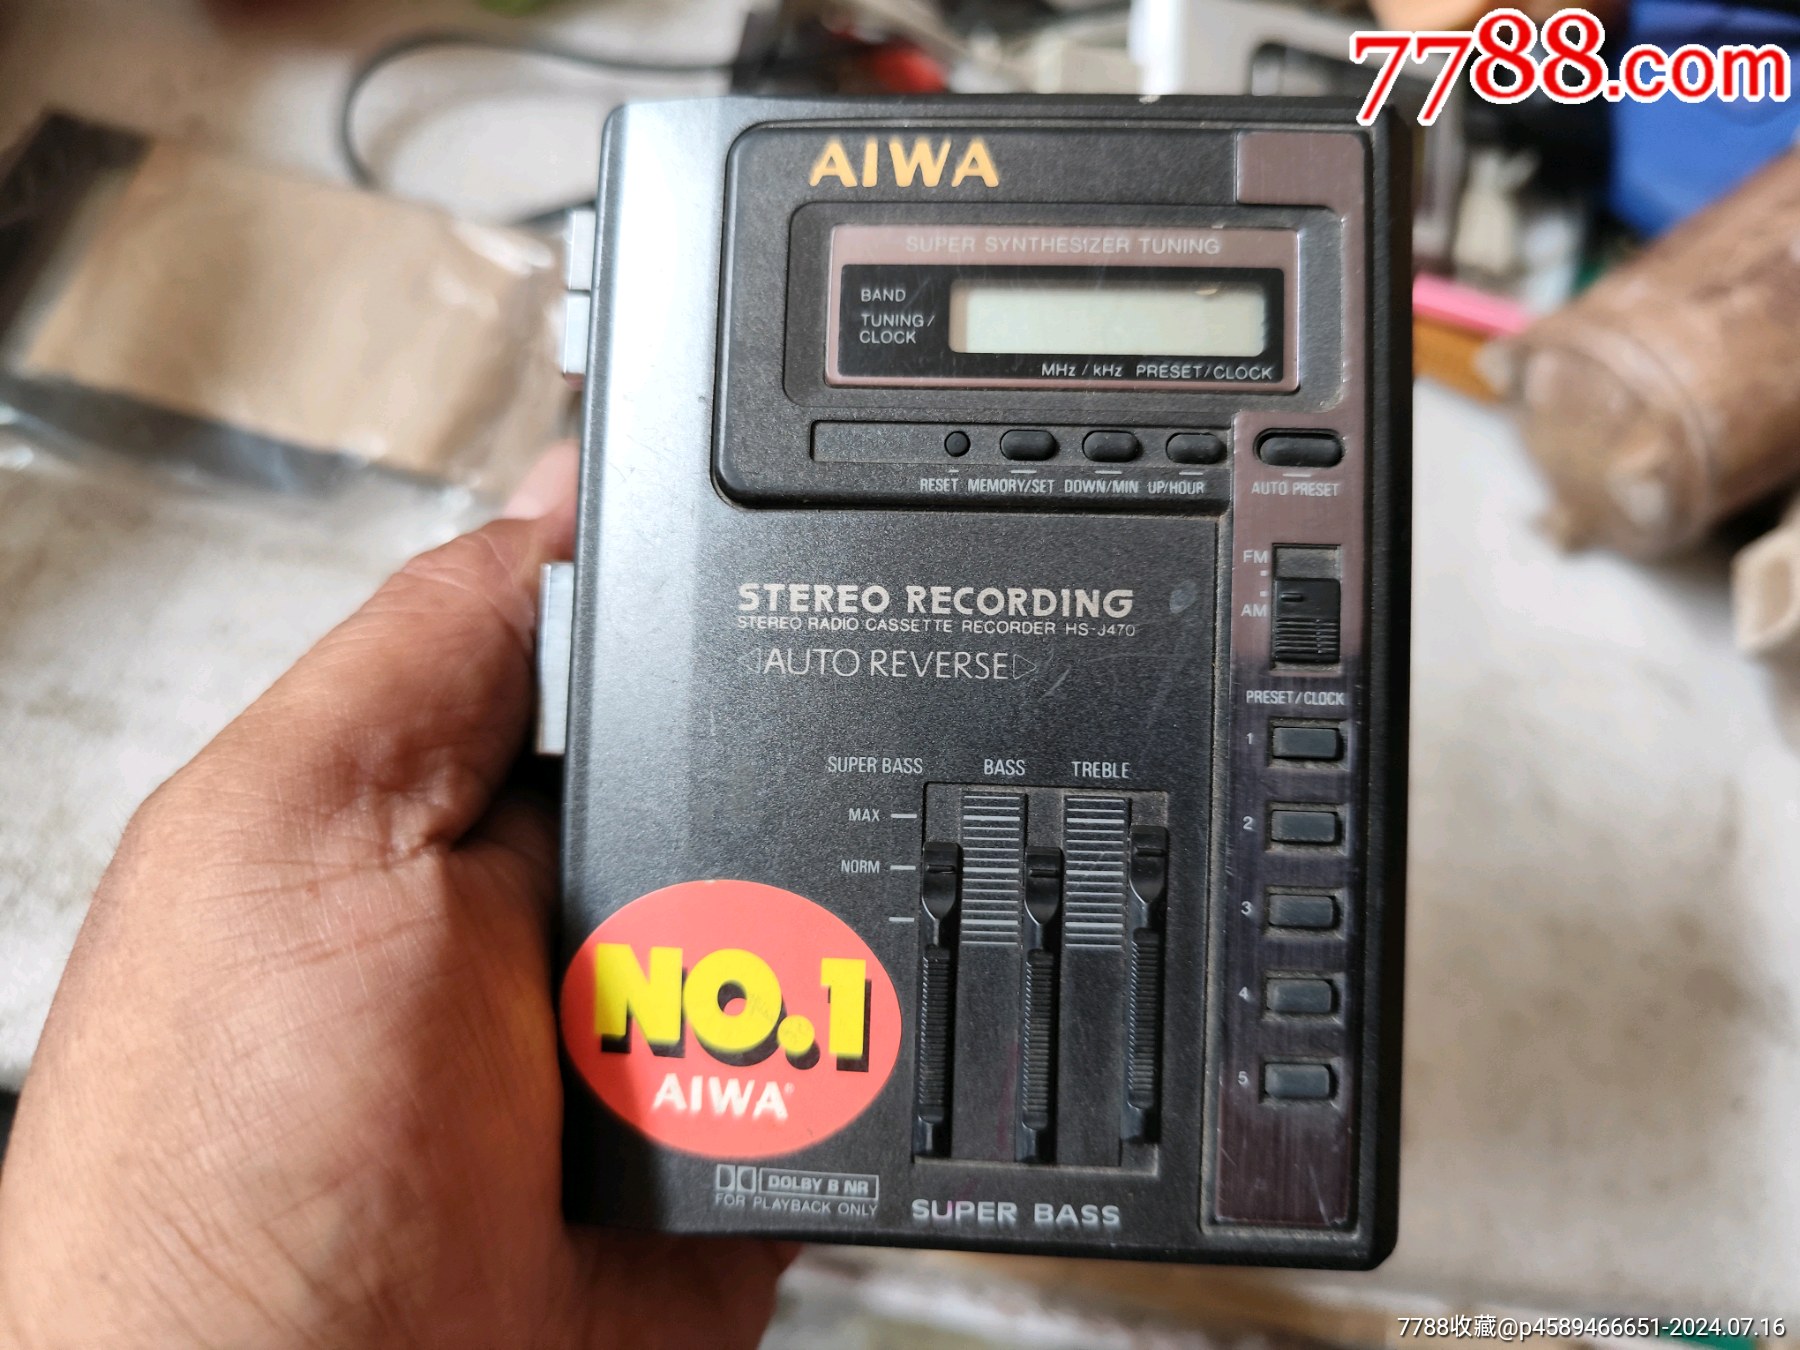 7788.com
AIWA
SUPER SYNTHESIZER TUNING
BAND
TUNING/
CLOCK
MHz / kHz PRESET/CLOCK
RESET MEMORY/SET DOWN/MIN UP/HOUR
AUTO PRESET
FM
AM
STEREO RECORDING
STEREO RADIO CASSETTE RECORDER HS-J470
AUTO REVERSE
PRESET/CLOCK
1
2
3
4
5
SUPER BASS BASS TREBLE
MAX
NORM
NO.1
AIWA®
DOLBY B NR
FOR PLAYBACK ONLY
SUPER BASS
7788收藏@p4589466651-2024.07.16